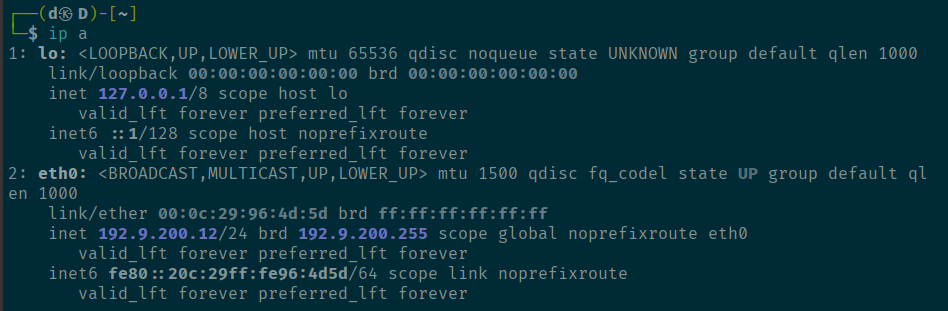 ┌──(d㉿D)-[~]
└─$ ip a
1: lo: <LOOPBACK,UP,LOWER_UP> mtu 65536 qdisc noqueue state UNKNOWN group default qlen 1000
    link/loopback 00:00:00:00:00:00 brd 00:00:00:00:00:00
    inet 127.0.0.1/8 scope host lo
       valid_lft forever preferred_lft forever
    inet6 ::1/128 scope host noprefixroute
       valid_lft forever preferred_lft forever
2: eth0: <BROADCAST,MULTICAST,UP,LOWER_UP> mtu 1500 qdisc fq_codel state UP group default ql
en 1000
    link/ether 00:0c:29:96:4d:5d brd ff:ff:ff:ff:ff:ff
    inet 192.9.200.12/24 brd 192.9.200.255 scope global noprefixroute eth0
       valid_lft forever preferred_lft forever
    inet6 fe80::20c:29ff:fe96:4d5d/64 scope link noprefixroute
       valid_lft forever preferred_lft forever